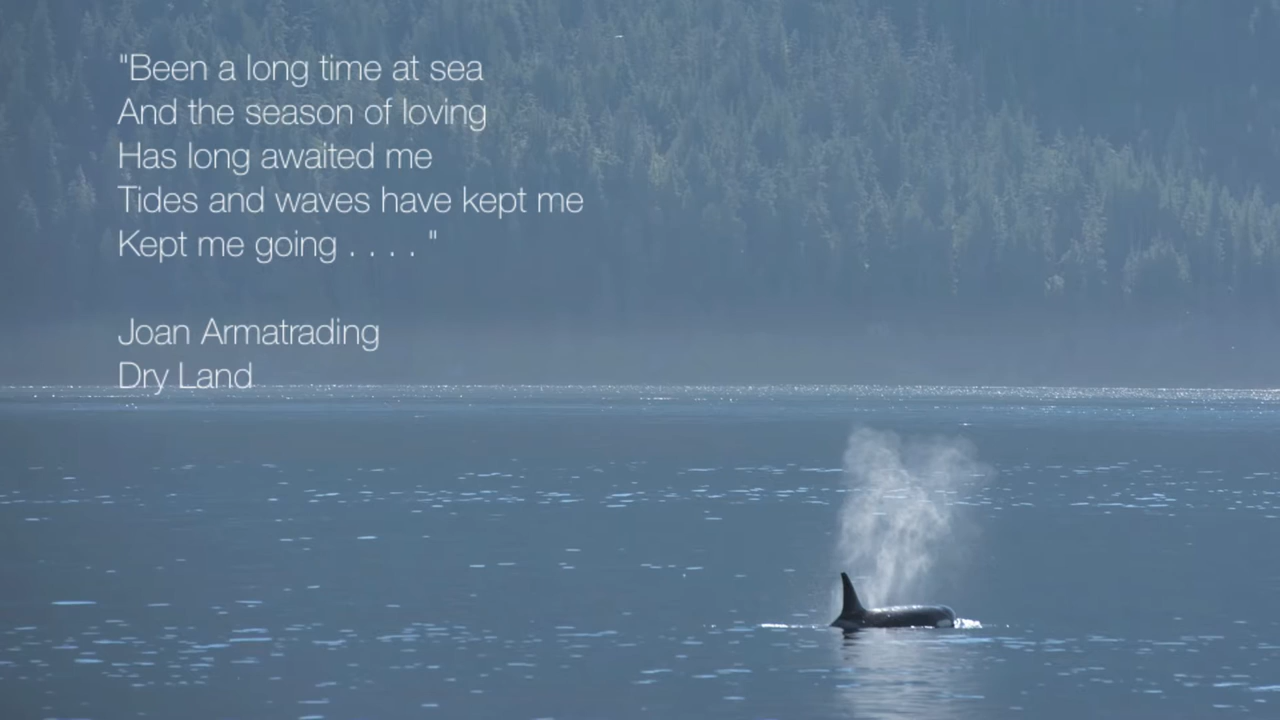 "Been a long time at sea
And the season of loving
Has long awaited me
Tides and waves have kept me
Kept me going . . . . "
Joan Armatrading
Dry Land